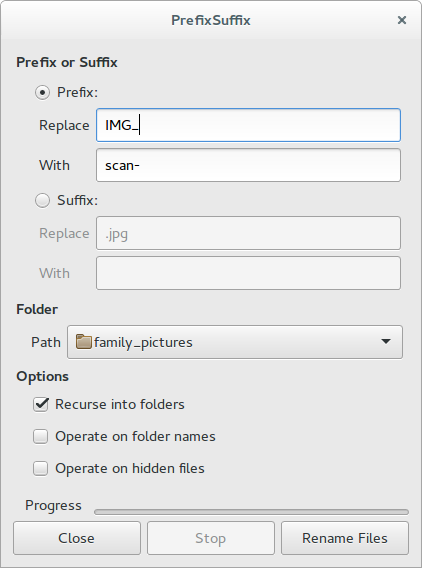 PrefixSuffix
Prefix or Suffix
Prefix:
Replace IMG_
With scan-
Suffix:
Replace .jpg
With
Folder
Path family_pictures
Options
Recurse into folders
Operate on folder names
Operate on hidden files
Progress
Close Stop Rename Files